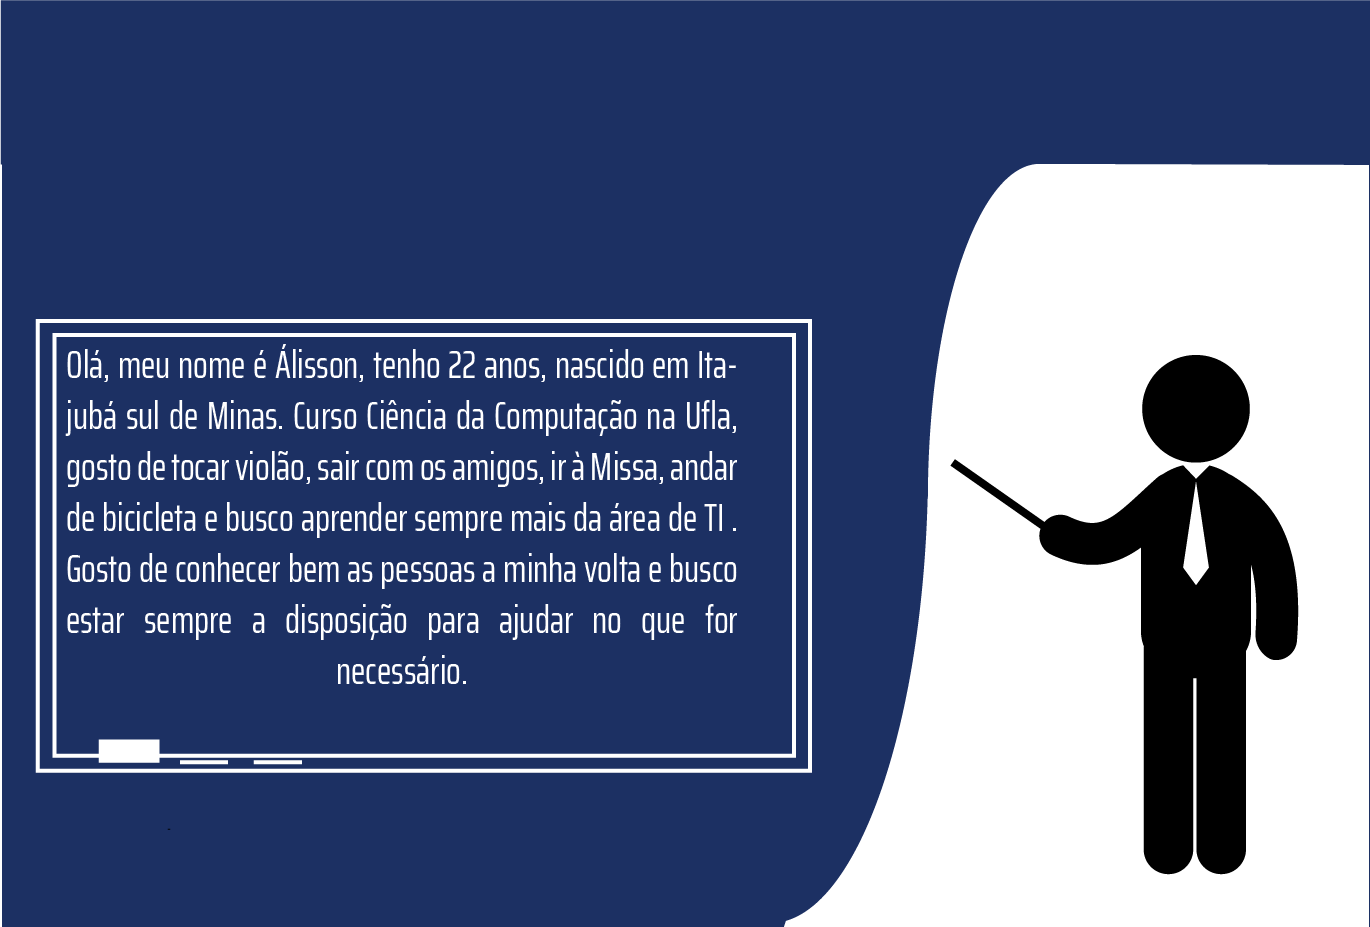 Olá, meu nome é Álisson, tenho 22 anos, nascido em Ita-
jubá sul de Minas. Curso Ciência da Computação na Ufla,
gosto de tocar violão, sair com os amigos, ir à Missa, andar
de bicicleta e busco aprender sempre mais da área de TI .
Gosto de conhecer bem as pessoas a minha volta e busco
estar sempre a disposição para ajudar no que for
necessário.